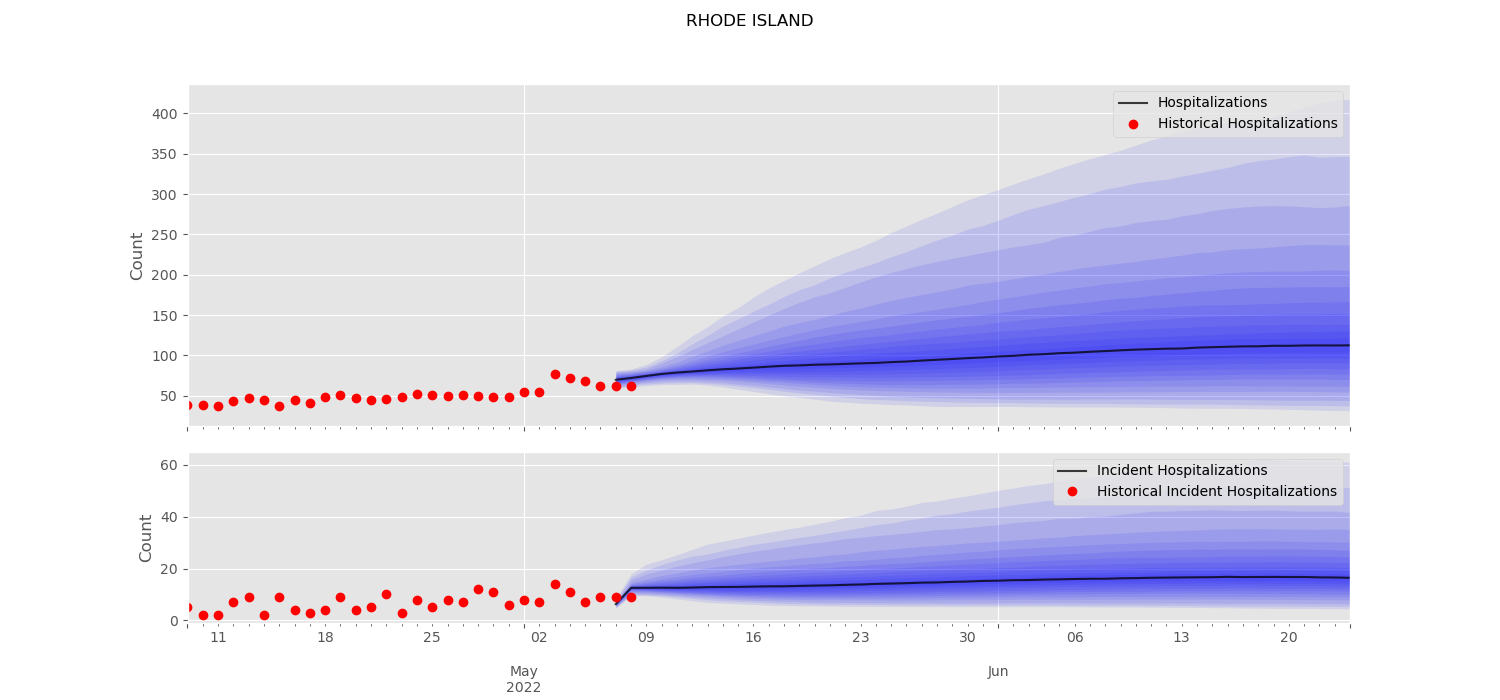 RHODE ISLAND
400
350
300
250
200
150
100
50
Count
Hospitalizations
Historical Hospitalizations
60
40
20
0
Count
Incident Hospitalizations
Historical Incident Hospitalizations
11 18 25 02 09 16 23 30 06 13 20
May Jun
2022